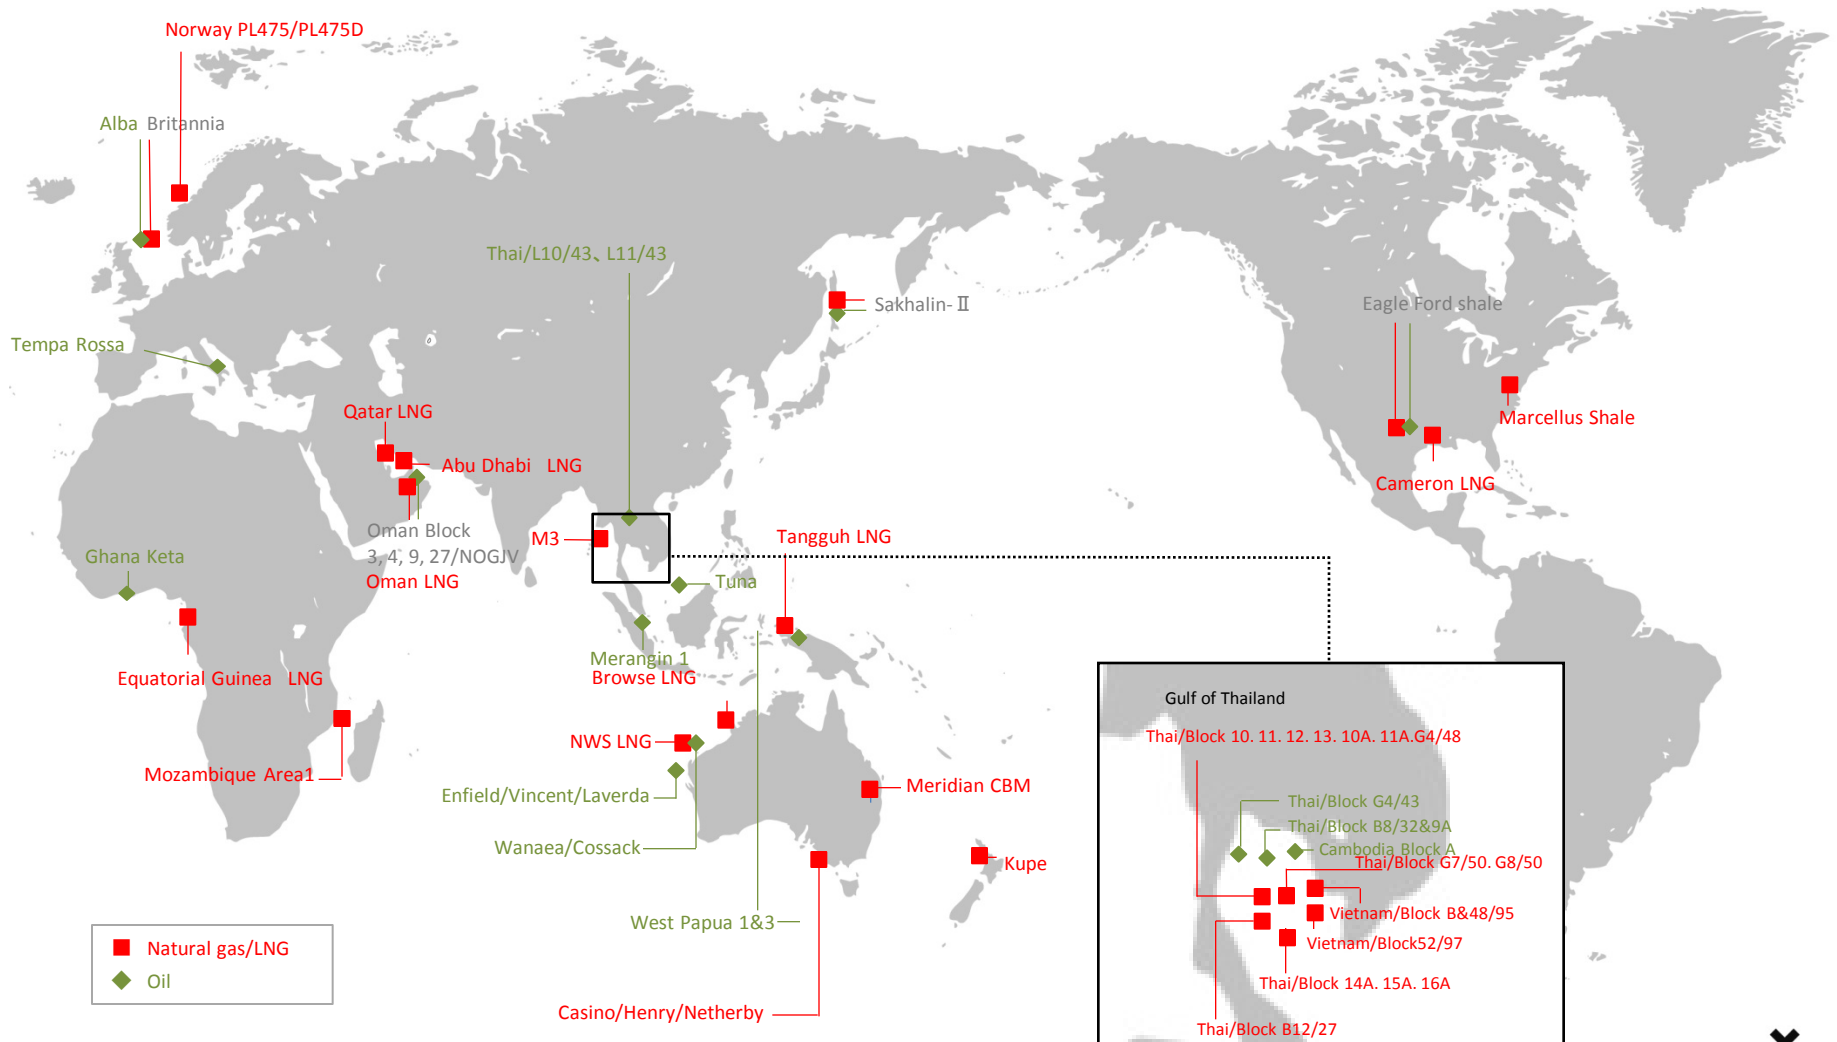 Norway PL475/PL475D
Alba Britannia
Thai/L10/43、L11/43
Sakhalin-Ⅱ
Eagle Ford shale
Tempa Rossa
Qatar LNG
Marcellus Shale
Abu Dhabi LNG
Cameron LNG
Oman Block
3, 4, 9, 27/NOGJV
Oman LNG
M3
Tangguh LNG
Ghana Keta
Tuna
Merangin 1
Browse LNG
Equatorial Guinea LNG
Gulf of Thailand
Thai/Block 10. 11. 12. 13. 10A. 11A.G4/48
NWS LNG
Mozambique Area1
Meridian CBM
Enfield/Vincent/Laverda
Thai/Block G4/43
Thai/Block B8/32&9A
Wanaea/Cossack
Cambodia Block A
Thai/Block G7/50. G8/50
Kupe
West Papua 1&3
Vietnam/Block B&48/95
Vietnam/Block52/97
Natural gas/LNG
Oil
Thai/Block 14A. 15A. 16A
Casino/Henry/Netherby
Thai/Block B12/27